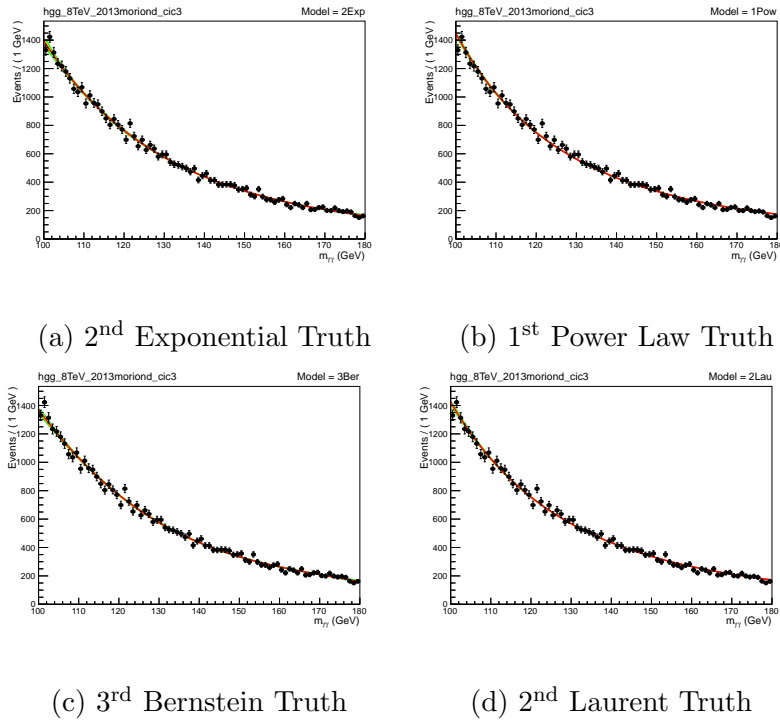 hgg_8TeV_2013moriond_cic3 Model = 2Exp
Events / ( 1 GeV )
1400
1200
1000
800
600
400
200
0
100 110 120 130 140 150 160 170 180
mγγ (GeV)
(a) 2nd Exponential Truth
hgg_8TeV_2013moriond_cic3 Model = 1Pow
Events / ( 1 GeV )
1400
1200
1000
800
600
400
200
0
100 110 120 130 140 150 160 170 180
mγγ (GeV)
(b) 1st Power Law Truth
hgg_8TeV_2013moriond_cic3 Model = 3Ber
Events / ( 1 GeV )
1400
1200
1000
800
600
400
200
0
100 110 120 130 140 150 160 170 180
mγγ (GeV)
(c) 3rd Bernstein Truth
hgg_8TeV_2013moriond_cic3 Model = 2Lau
Events / ( 1 GeV )
1400
1200
1000
800
600
400
200
0
100 110 120 130 140 150 160 170 180
mγγ (GeV)
(d) 2nd Laurent Truth